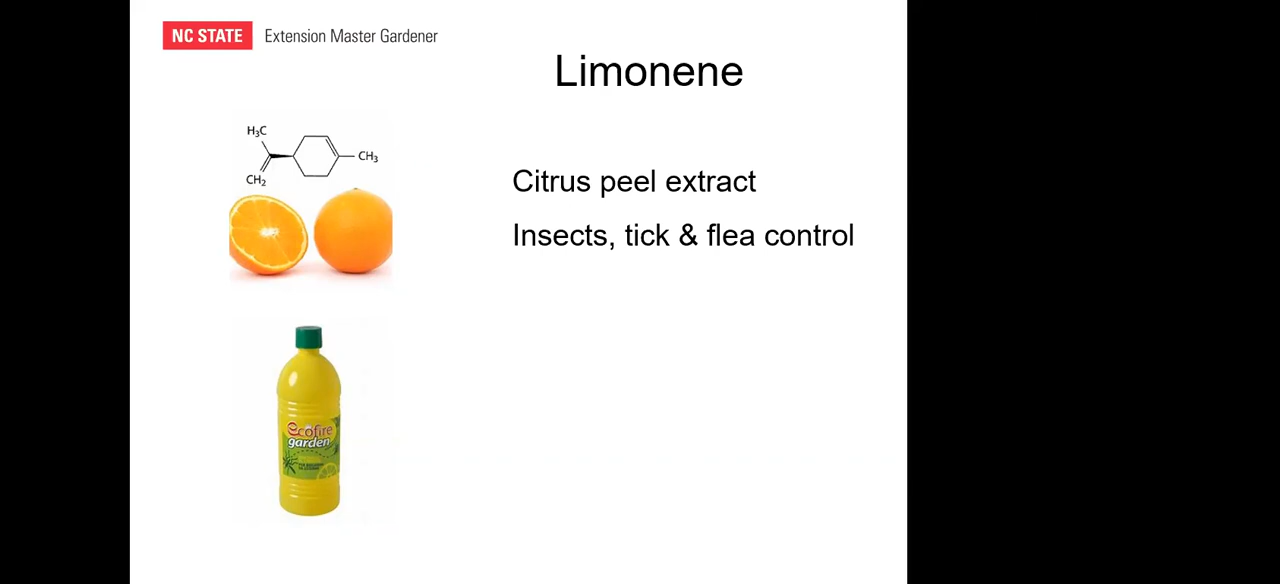 NC STATE Extension Master Gardener
Limonene
H₃C
CH₃
CH₂
Citrus peel extract
Insects, tick & flea control
ecofire
garden